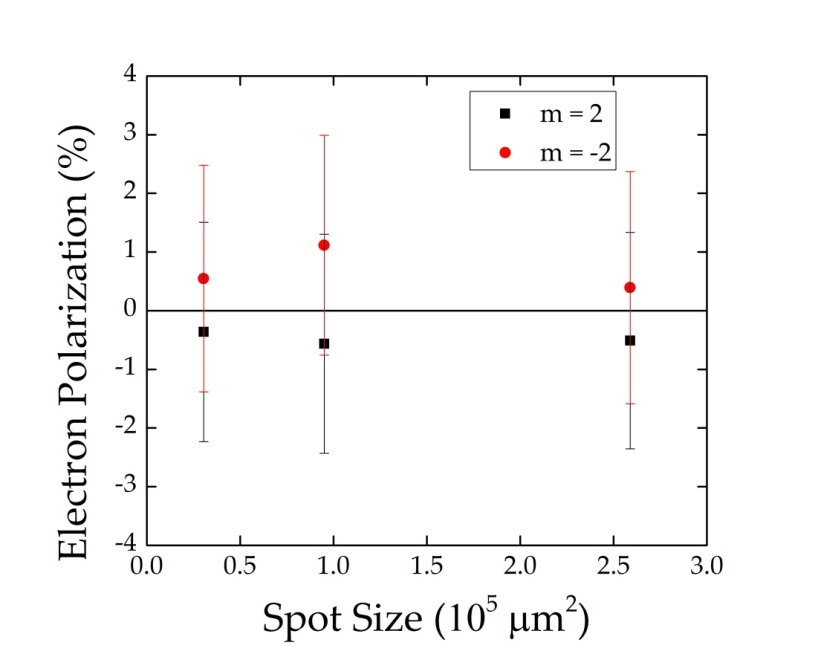 4
3
2
1
0
-1
-2
-3
-4
Electron Polarization (%)
m = 2
m = -2
0.0 0.5 1.0 1.5 2.0 2.5 3.0
Spot Size (10⁵ μm²)